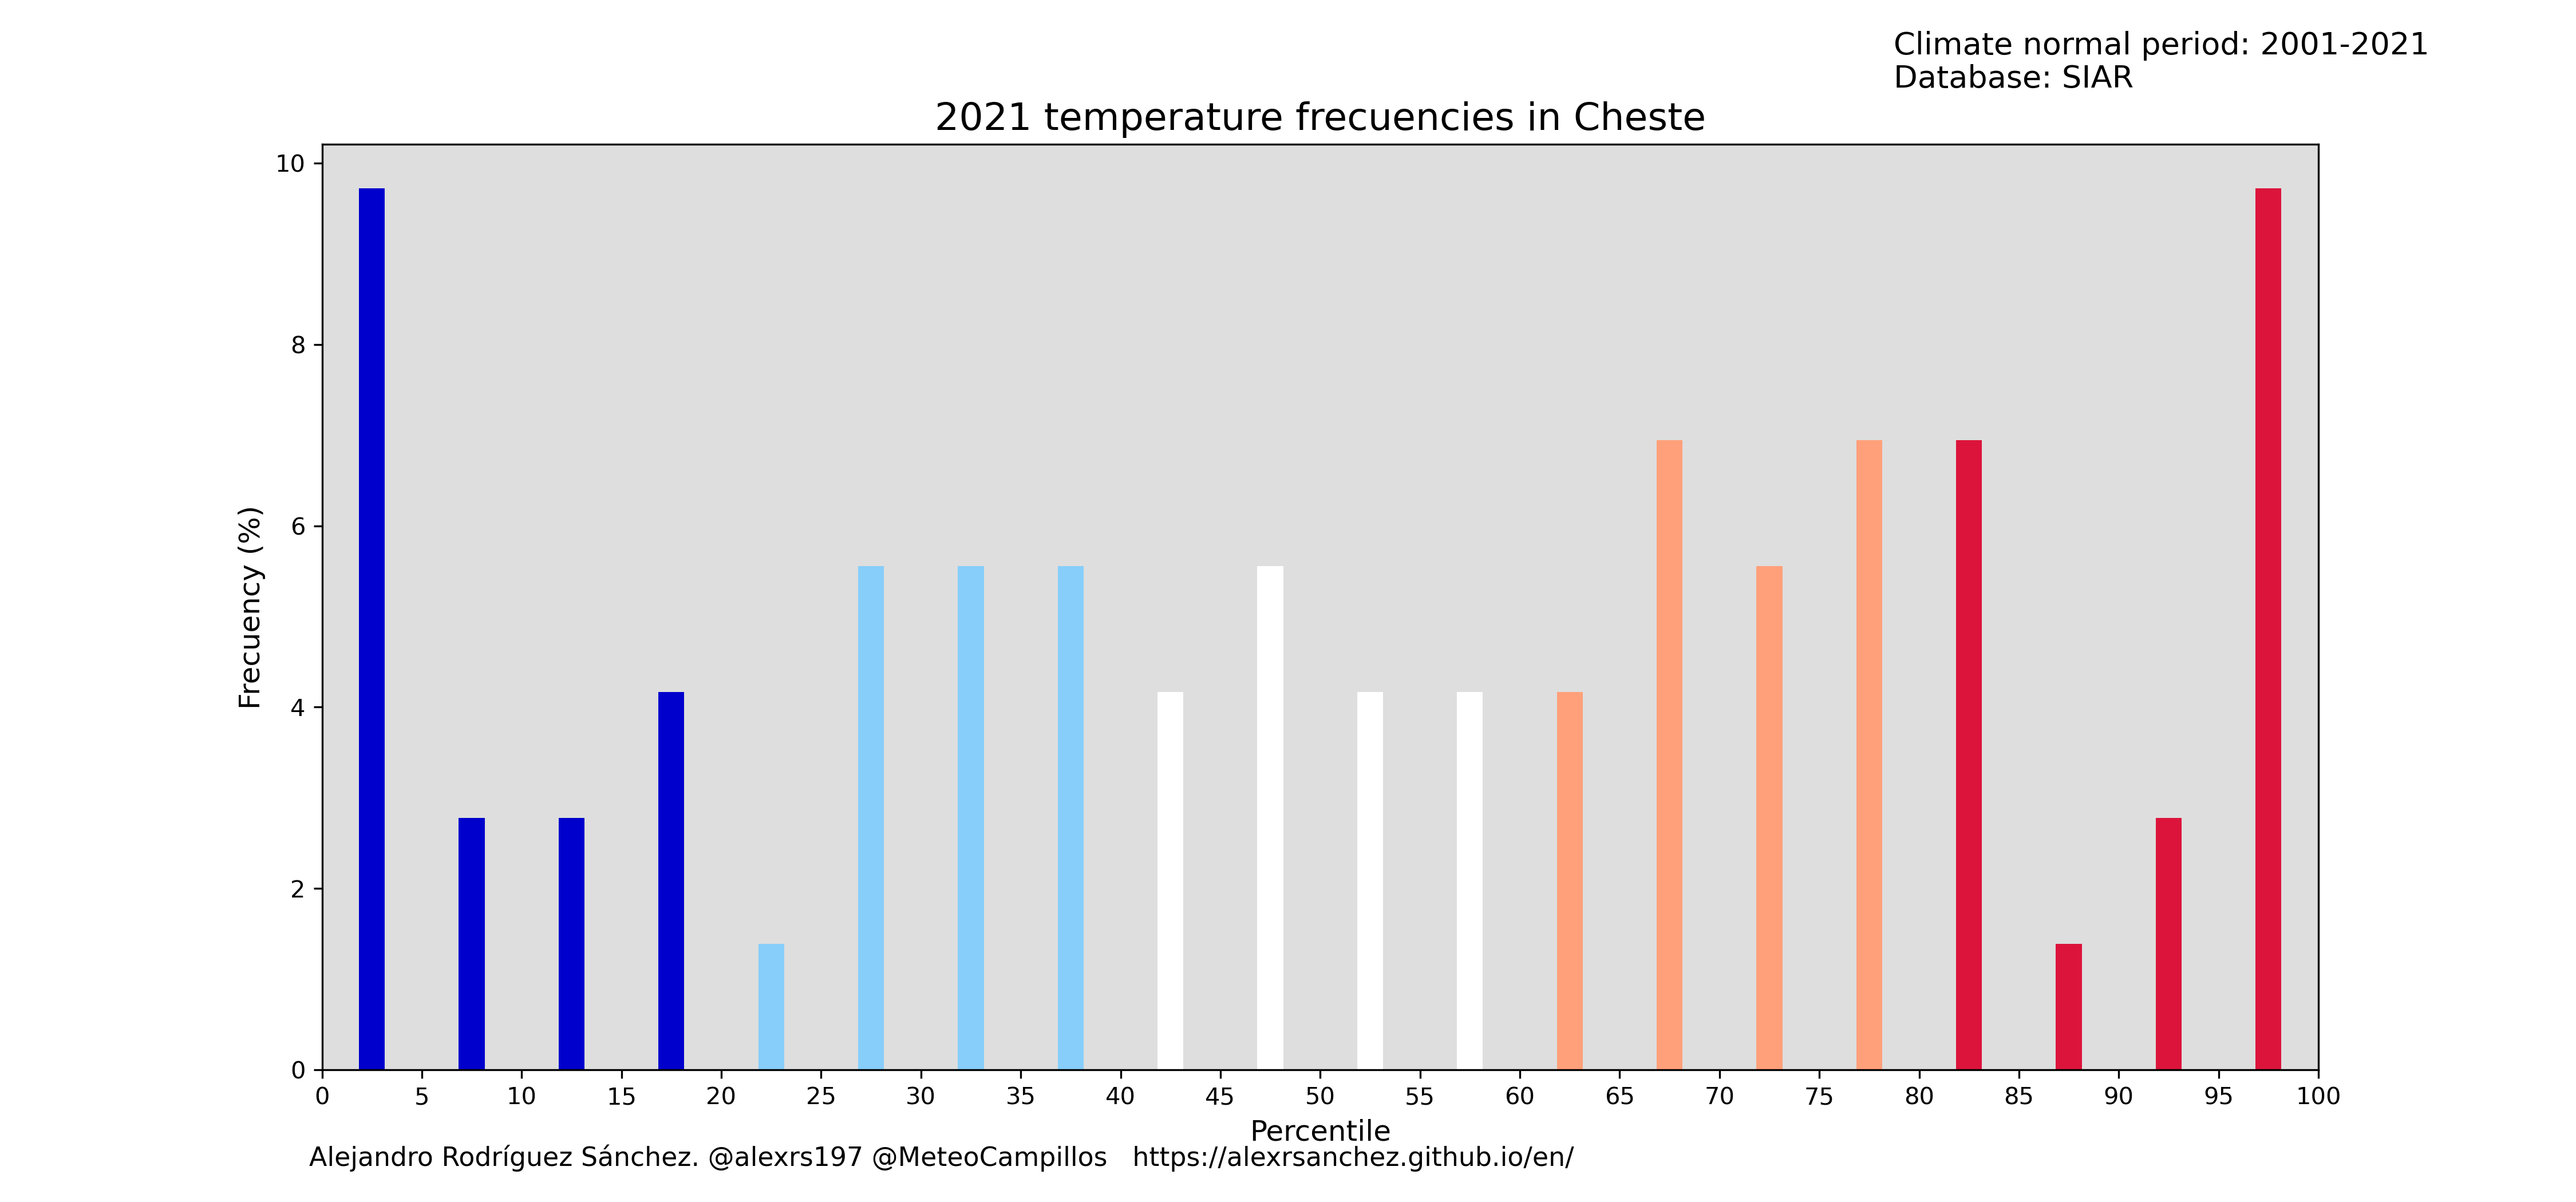 Climate normal period: 2001-2021
Database: SIAR
2021 temperature frecuencies in Cheste
10
8
6
4
2
0
Frecuency (%)
0 5 10 15 20 25 30 35 40 45 50 55 60 65 70 75 80 85 90 95 100
Percentile
Alejandro Rodríguez Sánchez. @alexrs197 @MeteoCampillos https://alexrsanchez.github.io/en/